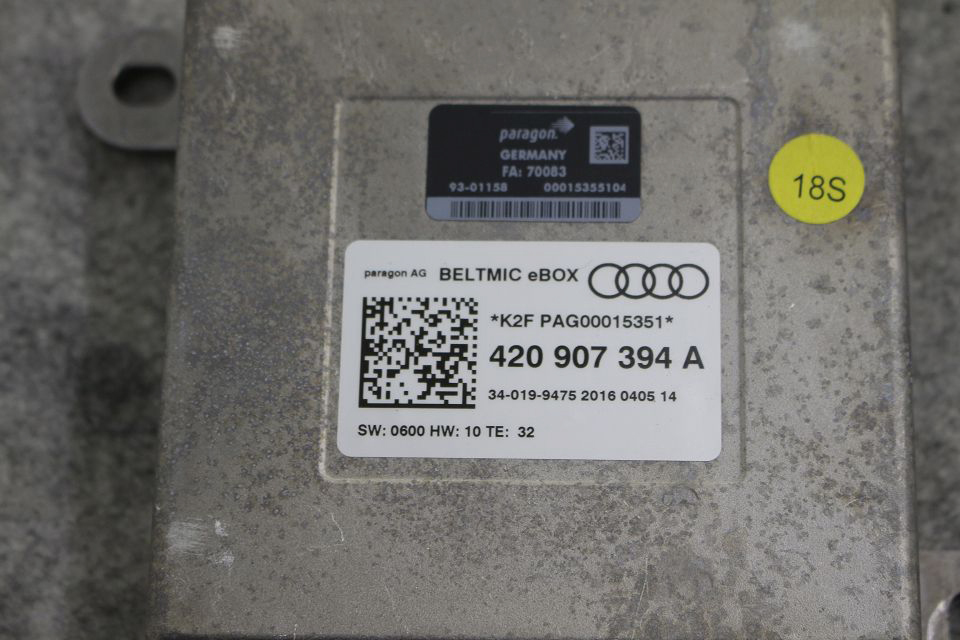 paragon
GERMANY
FA: 70083
93-01158 00015355104
18S
paragon AG BELTMIC eBOX
*K2F PAG00015351*
420 907 394 A
34-019-9475 2016 0405 14
SW: 0600 HW: 10 TE: 32